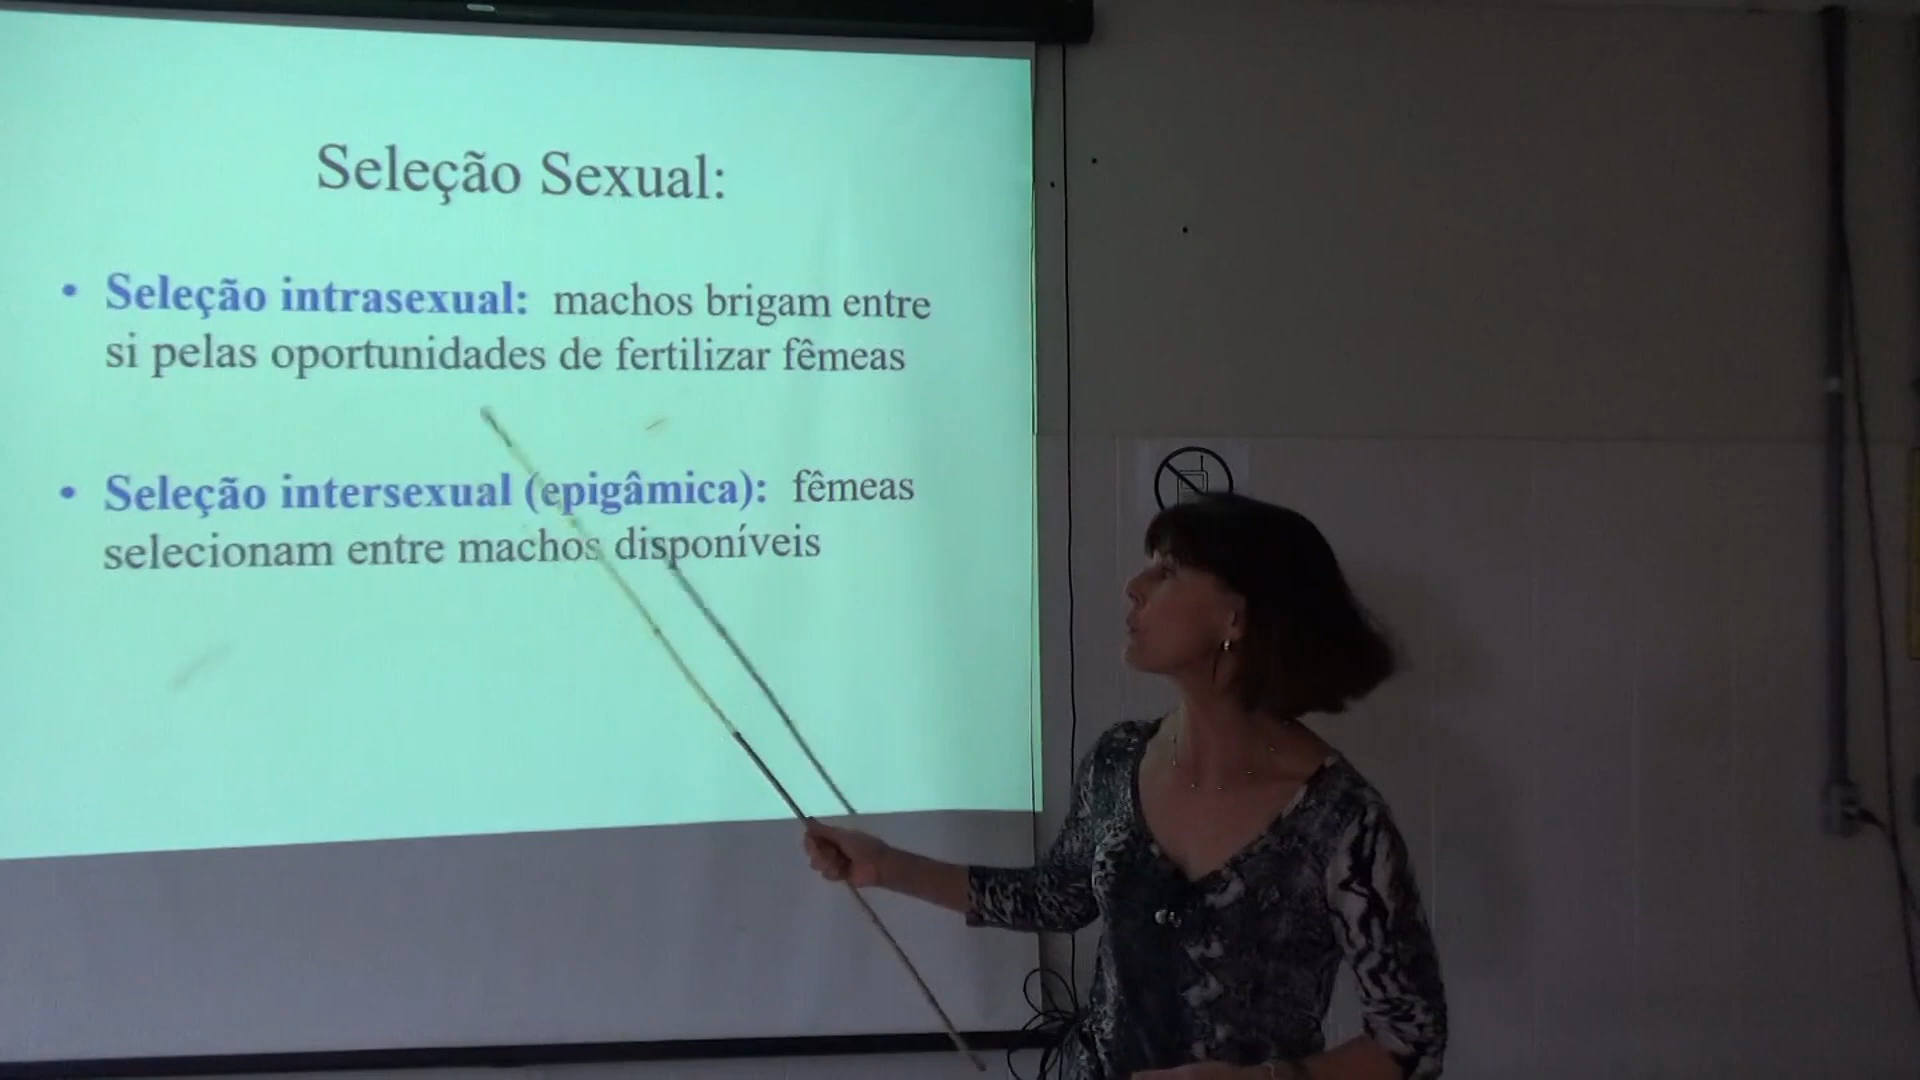 Seleção Sexual:
• Seleção intrasexual: machos brigam entre
si pelas oportunidades de fertilizar fêmeas
• Seleção intersexual (epigâmica): fêmeas
selecionam entre machos disponíveis